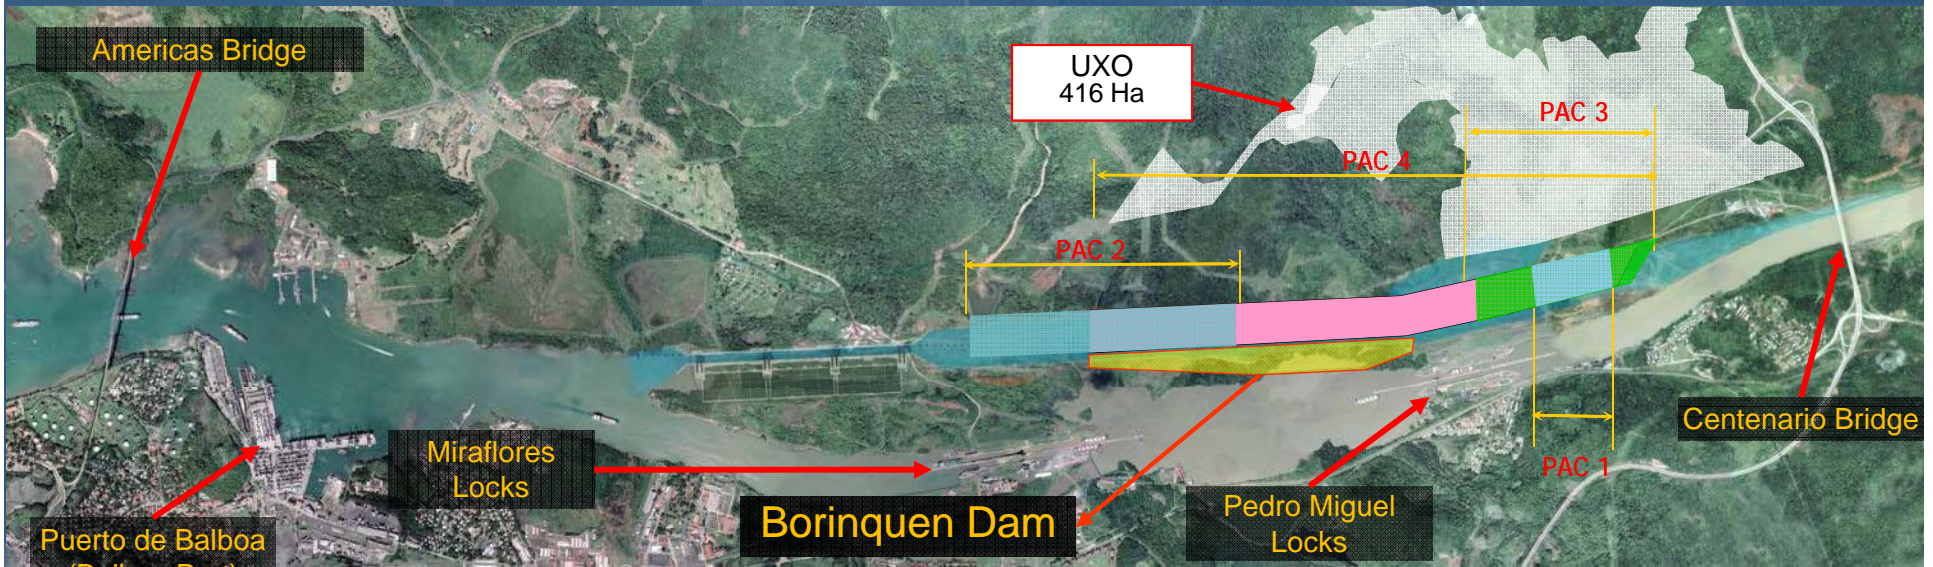 Americas Bridge
UXO
416 Ha
PAC 3
PAC 4
PAC 2
Centenario Bridge
Miraflores
Locks
PAC 1
Borinquen Dam
Pedro Miguel
Locks
Puerto de Balboa